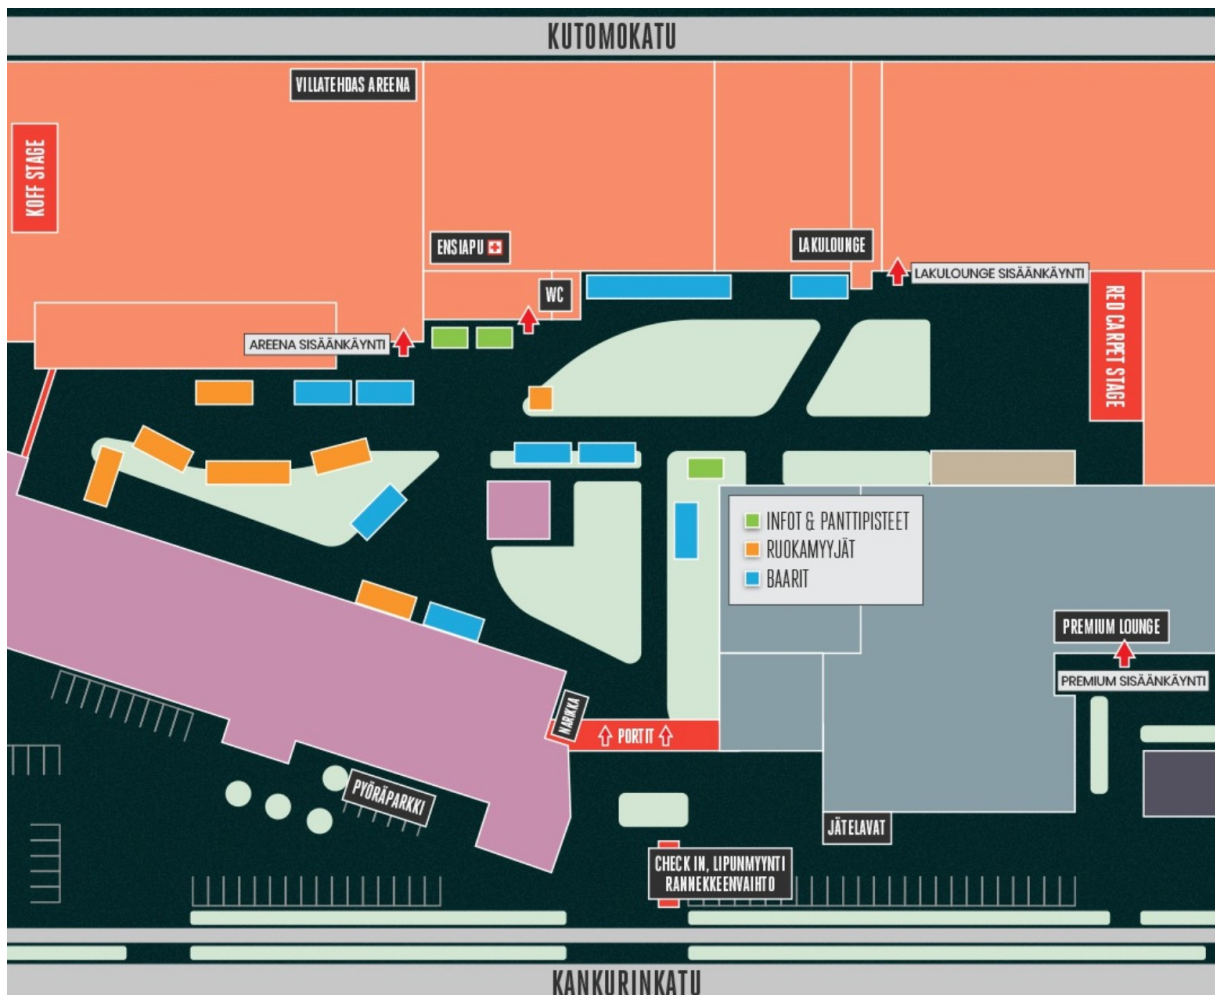 KUTOMOKATU
VILLATEHDAS AREENA
KOFF STAGE
ENSIAPU
LAKULOUNGE
LAKULOUNGE SISÄÄNKÄYNTI
WC
RED CARPET STAGE
AREENA SISÄÄNKÄYNTI
INFOT & PANTTIPISTEET
RUOKAMYYJÄT
BAARIT
PREMIUM LOUNGE
PREMIUM SISÄÄNKÄYNTI
NARIKKA
PORTIT
PYÖRÄPARKKI
JÄTELAVAT
CHECK IN, LIPUNMYYNTI
RANNEKKEENVAIHTO
KANKURINKATU